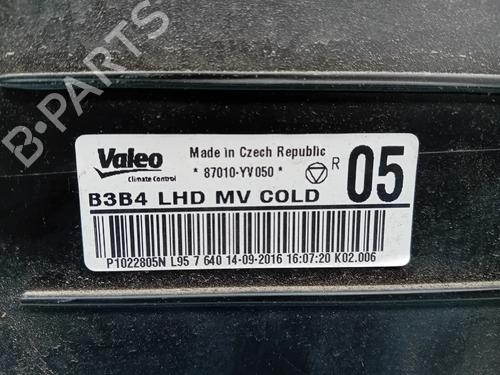 B-PARTS
Valeo
Climate Control
Made in Czech Republic
* 87010-YV050 *
R
05
B3B4 LHD MV COLD
P1022805N L95 7 640 14-09-2016 16:07:20 K02.006